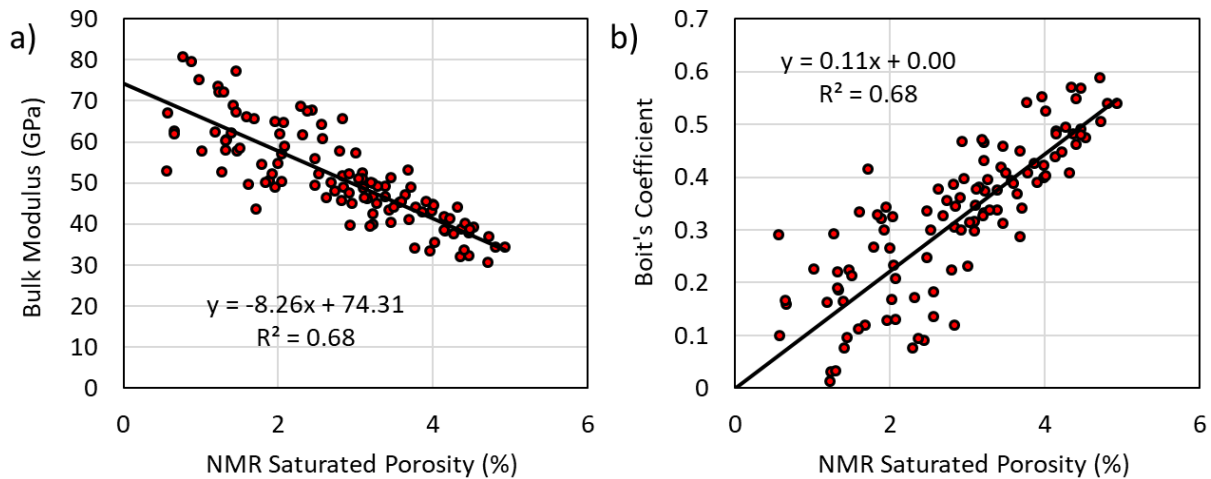 a)
Bulk Modulus (GPa)
90
80
70
60
50
40
30
20
10
0
y = -8.26x + 74.31
R² = 0.68
0 2 4 6
NMR Saturated Porosity (%)
b)
Boit's Coefficient
0.7
0.6
0.5
0.4
0.3
0.2
0.1
0
y = 0.11x + 0.00
R² = 0.68
0 2 4 6
NMR Saturated Porosity (%)